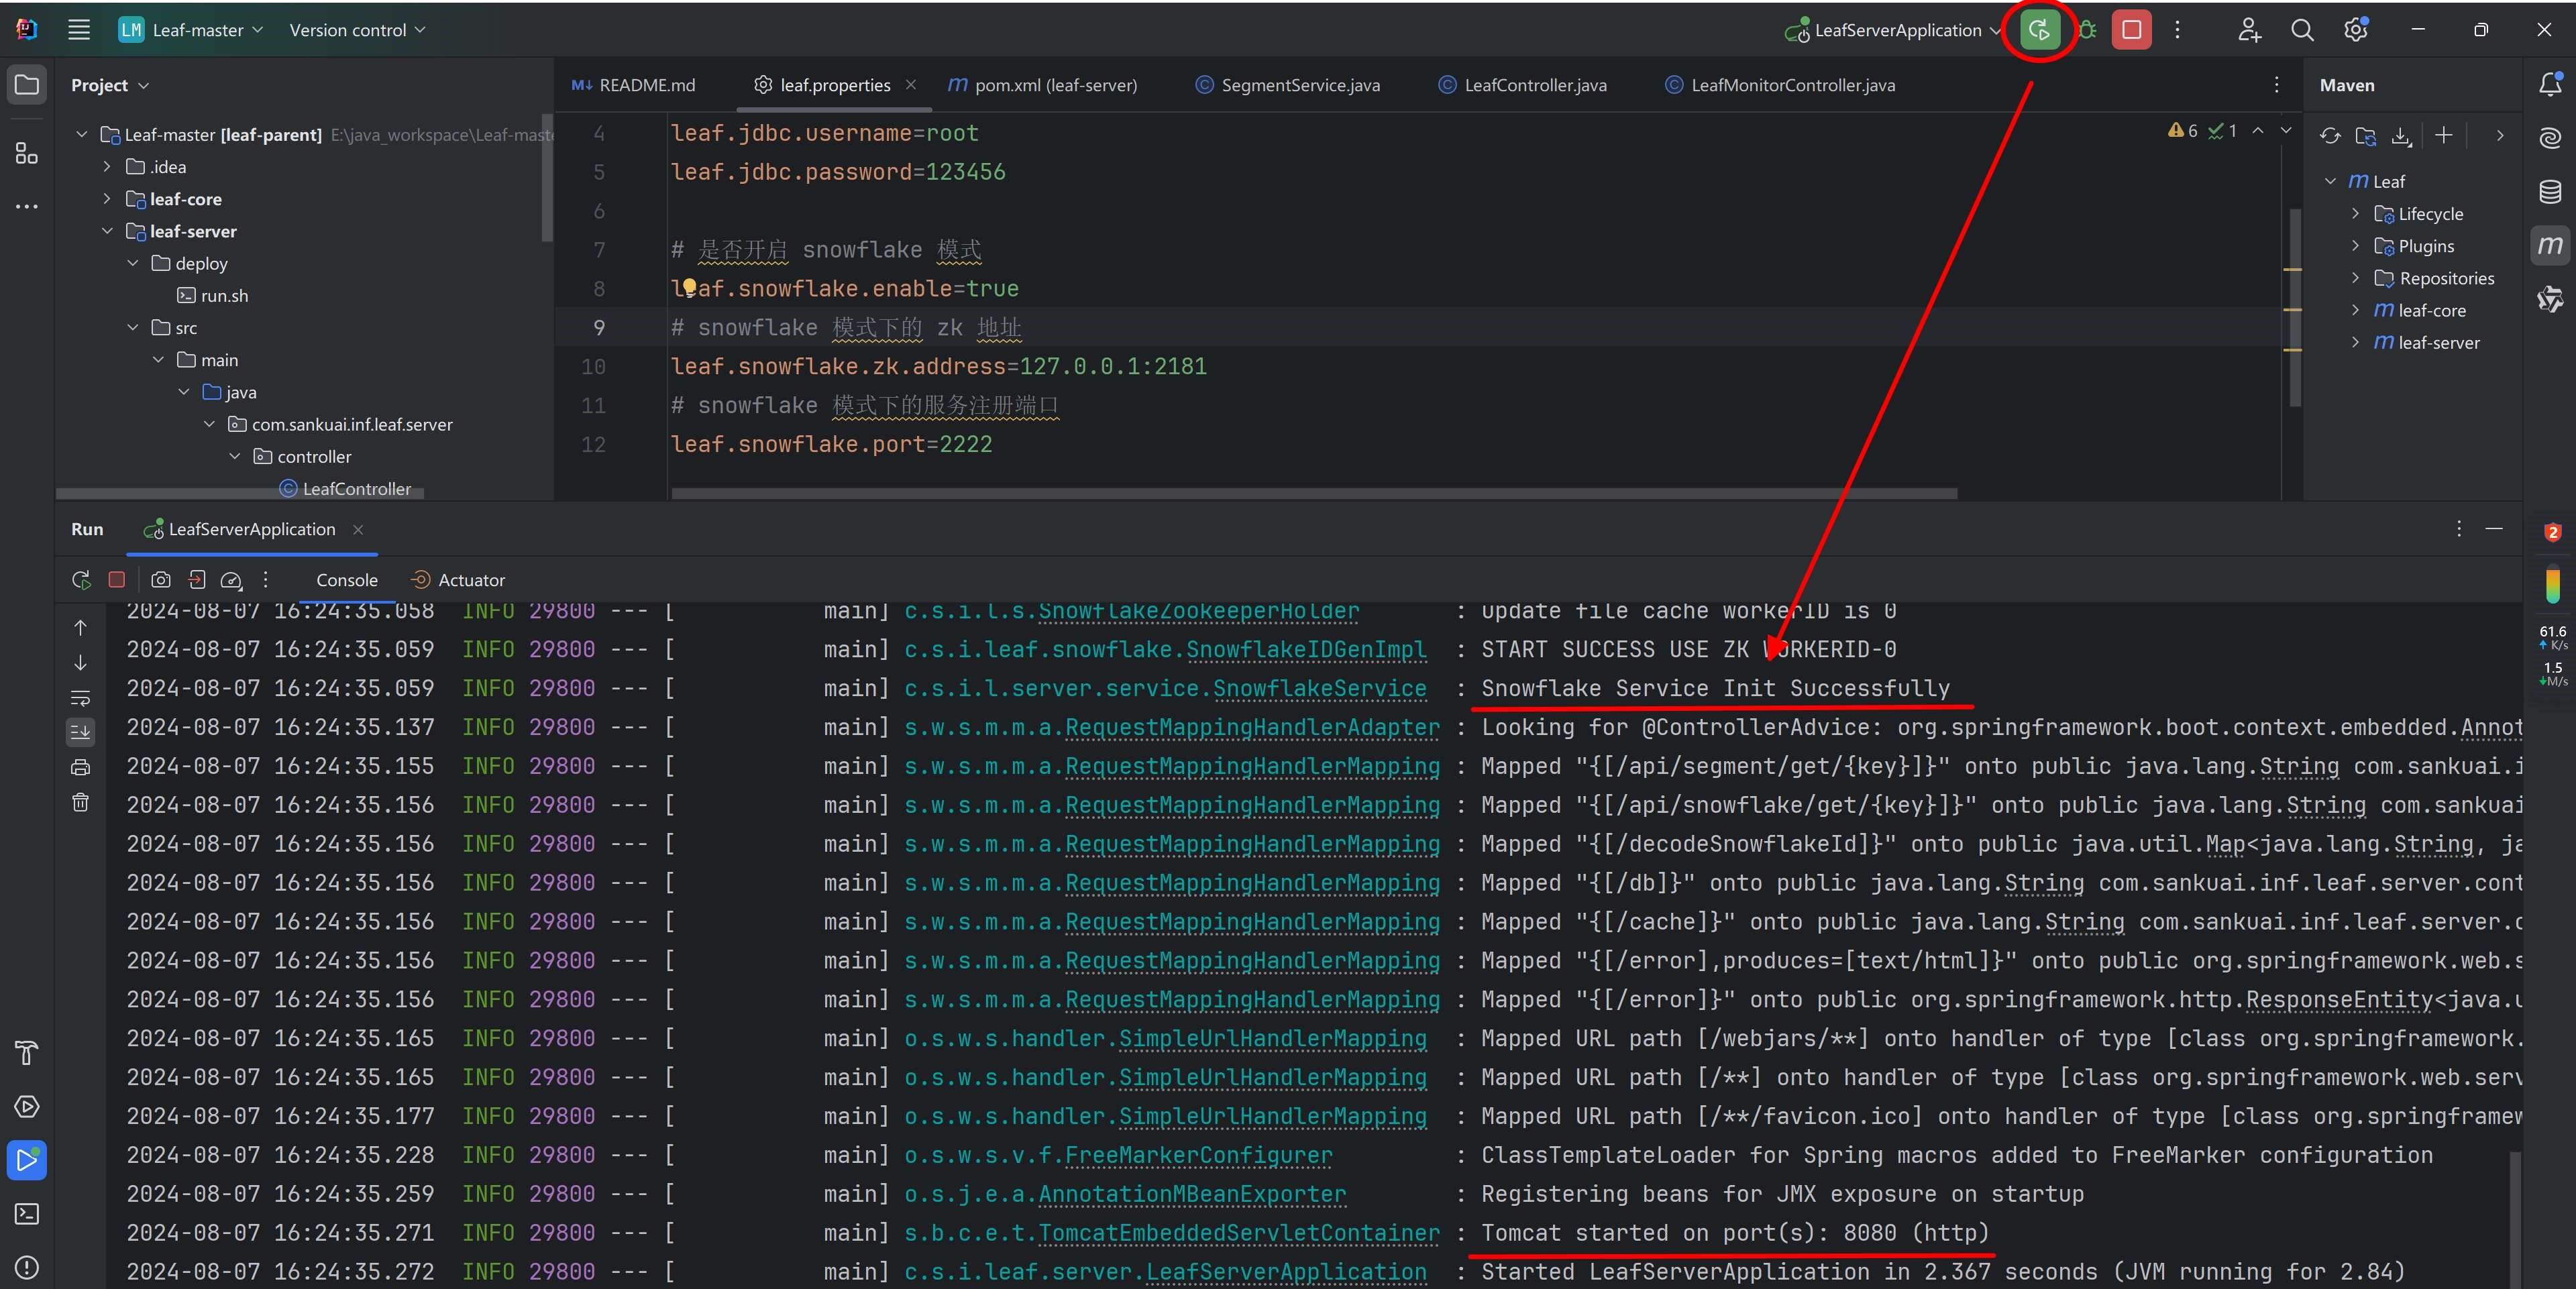 LM Leaf-master Version control LeafServerApplication
Project
Leaf-master [leaf-parent] E:\java_workspace\Leaf-maste
.idea
leaf-core
leaf-server
deploy
run.sh
src
main
java
com.sankuai.inf.leaf.server
controller
LeafController
M↓ README.md leaf.properties m pom.xml (leaf-server) C SegmentService.java C LeafController.java C LeafMonitorController.java
6 1
4 leaf.jdbc.username=root
5 leaf.jdbc.password=123456
6
7 # 是否开启 snowflake 模式
8 leaf.snowflake.enable=true
9 # snowflake 模式下的 zk 地址
10 leaf.snowflake.zk.address=127.0.0.1:2181
11 # snowflake 模式下的服务注册端口
12 leaf.snowflake.port=2222
Maven
m Leaf
Lifecycle
Plugins
Repositories
m leaf-core
m leaf-server
m
2
61.6
K/s
1.5
M/s
Run LeafServerApplication
Console Actuator
2024-08-07 16:24:35.058 INFO 29800 --- [ main] c.s.i.l.s.SnowflakeZookeeperHolder : update file cache workerID is 0
2024-08-07 16:24:35.059 INFO 29800 --- [ main] c.s.i.leaf.snowflake.SnowflakeIDGenImpl : START SUCCESS USE ZK WORKERID-0
2024-08-07 16:24:35.059 INFO 29800 --- [ main] c.s.i.l.server.service.SnowflakeService : Snowflake Service Init Successfully
2024-08-07 16:24:35.137 INFO 29800 --- [ main] s.w.s.m.m.a.RequestMappingHandlerAdapter : Looking for @ControllerAdvice: org.springframework.boot.context.embedded.Annot
2024-08-07 16:24:35.155 INFO 29800 --- [ main] s.w.s.m.m.a.RequestMappingHandlerMapping : Mapped "{[/api/segment/get/{key}]}" onto public java.lang.String com.sankuai.i
2024-08-07 16:24:35.156 INFO 29800 --- [ main] s.w.s.m.m.a.RequestMappingHandlerMapping : Mapped "{[/api/snowflake/get/{key}]}" onto public java.lang.String com.sankuai
2024-08-07 16:24:35.156 INFO 29800 --- [ main] s.w.s.m.m.a.RequestMappingHandlerMapping : Mapped "{[/decodeSnowflakeId]}" onto public java.util.Map<java.lang.String, ja
2024-08-07 16:24:35.156 INFO 29800 --- [ main] s.w.s.m.m.a.RequestMappingHandlerMapping : Mapped "{[/db]}" onto public java.lang.String com.sankuai.inf.leaf.server.cont
2024-08-07 16:24:35.156 INFO 29800 --- [ main] s.w.s.m.m.a.RequestMappingHandlerMapping : Mapped "{[/cache]}" onto public java.lang.String com.sankuai.inf.leaf.server.c
2024-08-07 16:24:35.156 INFO 29800 --- [ main] s.w.s.m.m.a.RequestMappingHandlerMapping : Mapped "{[/error],produces=[text/html]}" onto public org.springframework.web.s
2024-08-07 16:24:35.156 INFO 29800 --- [ main] s.w.s.m.m.a.RequestMappingHandlerMapping : Mapped "{[/error]}" onto public org.springframework.http.ResponseEntity<java.u
2024-08-07 16:24:35.165 INFO 29800 --- [ main] o.s.w.s.handler.SimpleUrlHandlerMapping : Mapped URL path [/webjars/**] onto handler of type [class org.springframework.
2024-08-07 16:24:35.165 INFO 29800 --- [ main] o.s.w.s.handler.SimpleUrlHandlerMapping : Mapped URL path [/**] onto handler of type [class org.springframework.web.serv
2024-08-07 16:24:35.177 INFO 29800 --- [ main] o.s.w.s.handler.SimpleUrlHandlerMapping : Mapped URL path [/**/favicon.ico] onto handler of type [class org.springframew
2024-08-07 16:24:35.228 INFO 29800 --- [ main] o.s.w.s.v.f.FreeMarkerConfigurer : ClassTemplateLoader for Spring macros added to FreeMarker configuration
2024-08-07 16:24:35.259 INFO 29800 --- [ main] o.s.j.e.a.AnnotationMBeanExporter : Registering beans for JMX exposure on startup
2024-08-07 16:24:35.271 INFO 29800 --- [ main] s.b.c.e.t.TomcatEmbeddedServletContainer : Tomcat started on port(s): 8080 (http)
2024-08-07 16:24:35.272 INFO 29800 --- [ main] c.s.i.leaf.server.LeafServerApplication : Started LeafServerApplication in 2.367 seconds (JVM running for 2.84)